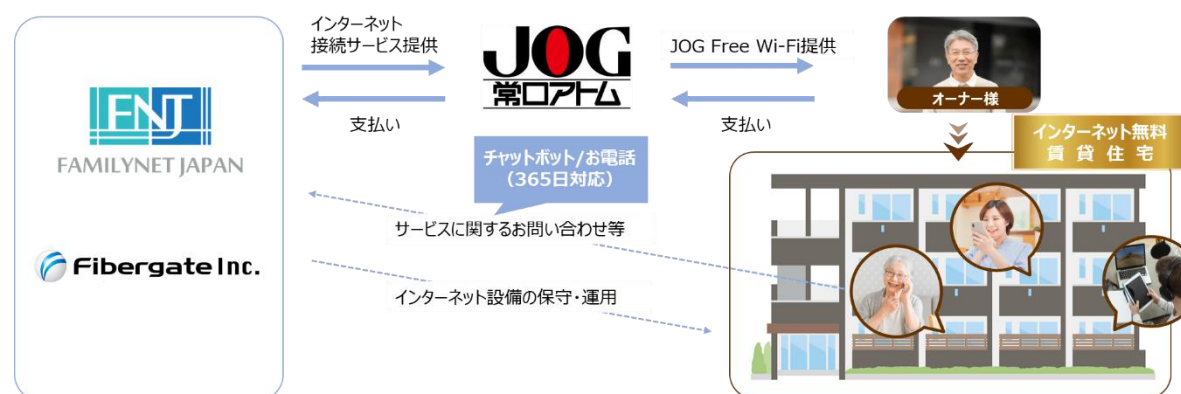 FNJ
FAMILYNET JAPAN
Fibergate Inc.
インターネット
接続サービス提供
支払い
JOG
常口アトム
JOG Free Wi-Fi提供
支払い
オーナー様
インターネット無料
賃貸住宅
チャットボット/お電話
(365日対応)
サービスに関するお問い合わせ等
インターネット設備の保守・運用